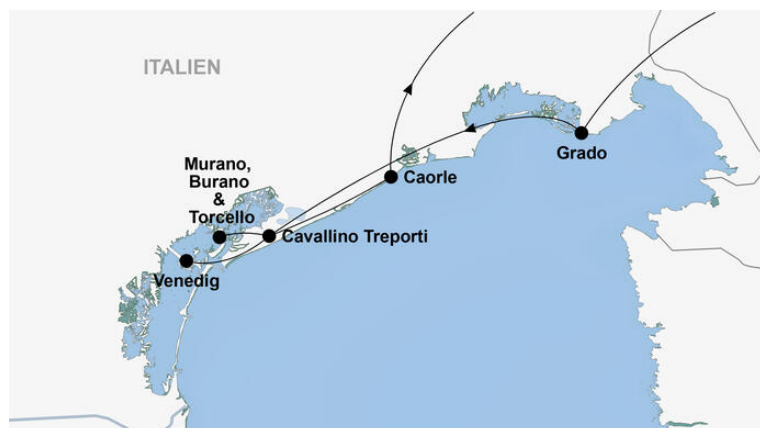 ITALIEN
Grado
Murano,
Burano
&
Torcello
Caorle
Cavallino Treporti
Venedig